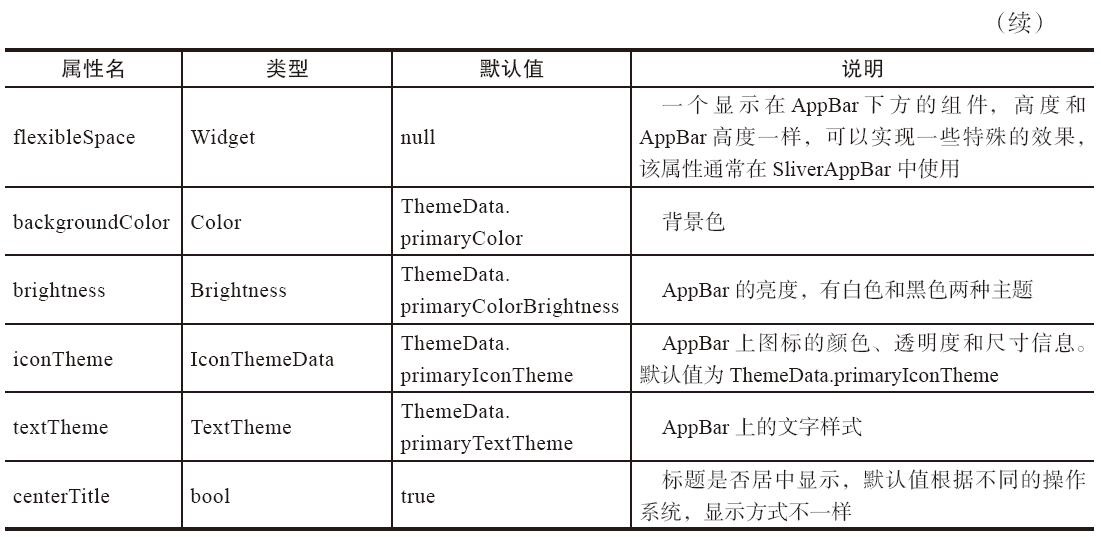 （续）
属性名 类型 默认值 说明
一个显示在 AppBar 下方的组件，高度和
flexibleSpace Widget null AppBar 高度一样，可以实现一些特殊的效果，
该属性通常在 SliverAppBar 中使用
ThemeData.
backgroundColor Color 背景色
primaryColor
ThemeData.
brightness Brightness AppBar 的亮度，有白色和黑色两种主题
primaryColorBrightness
ThemeData. AppBar 上图标的颜色、透明度和尺寸信息。
iconTheme IconThemeData
primaryIconTheme 默认值为 ThemeData.primaryIconTheme
ThemeData.
textTheme TextTheme AppBar 上的文字样式
primaryTextTheme
标题是否居中显示，默认值根据不同的操作
centerTitle bool true
系统，显示方式不一样